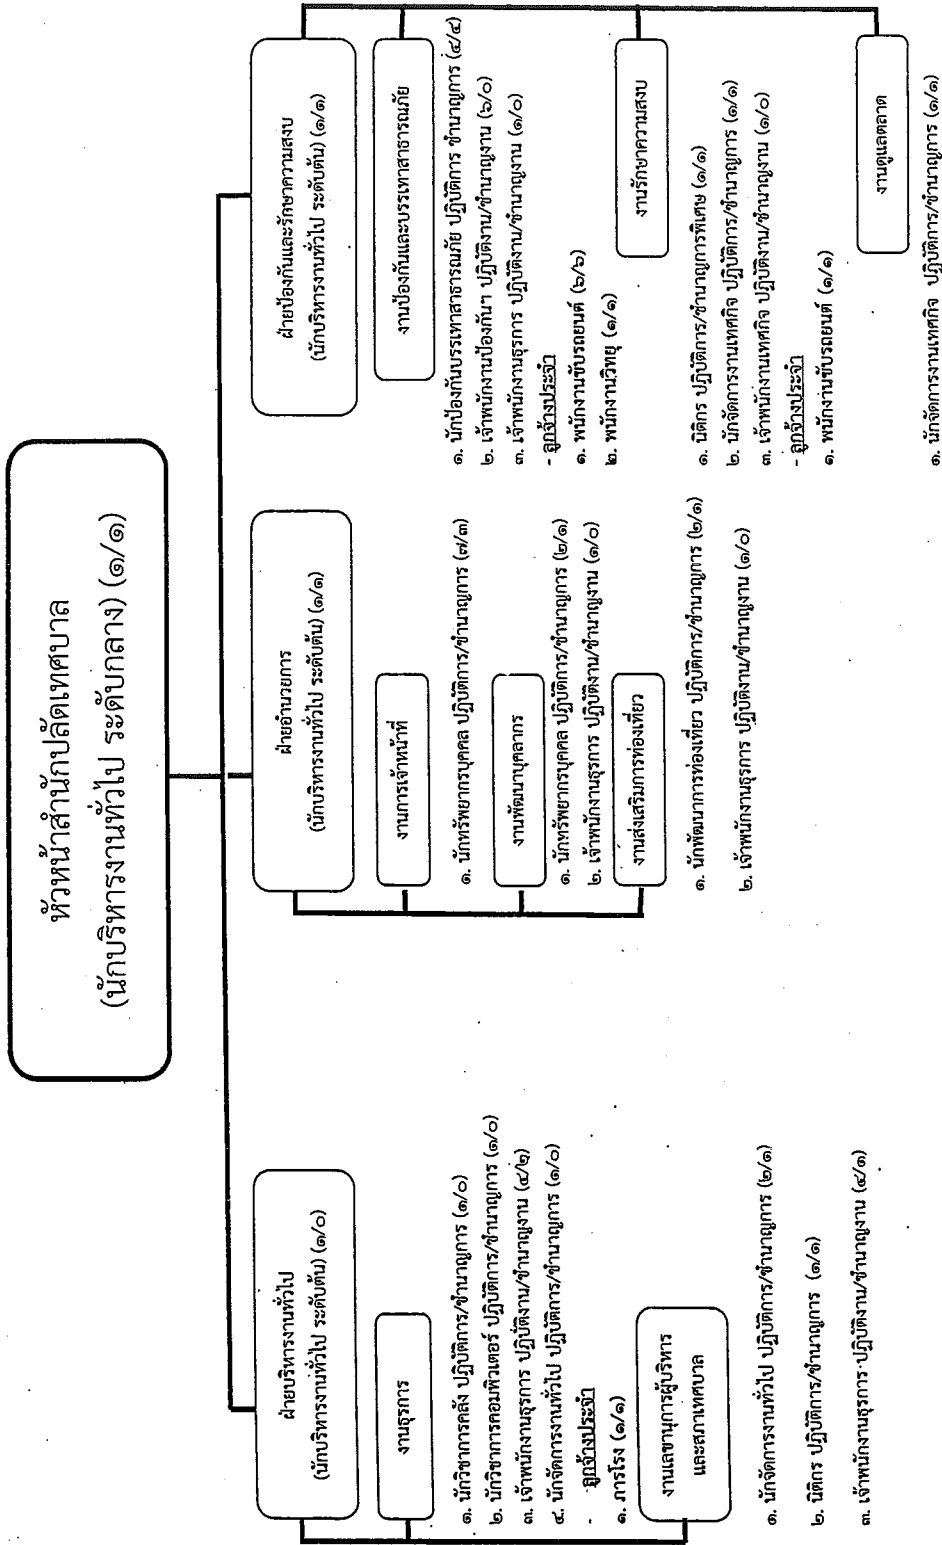 หัวหน้าสำนักปลัดเทศบาล
(นักบริหารงานทั่วไป ระดับกลาง) (๑/๑)
ฝ่ายบริหารงานทั่วไป
(นักบริหารงานทั่วไป ระดับต้น) (๑/๐)
งานธุรการ
๑. นักวิชาการคลัง ปฏิบัติการ/ชำนาญการ (๑/๐)
๒. นักวิชาการคอมพิวเตอร์ ปฏิบัติการ/ชำนาญการ (๑/๐)
๓. เจ้าพนักงานธุรการ ปฏิบัติงาน/ชำนาญงาน (๔/๒)
๔. นักจัดการงานทั่วไป ปฏิบัติการ/ชำนาญการ (๑/๐)
- ลูกจ้างประจำ
๑. ภารโรง (๑/๑)
งานเลขานุการผู้บริหาร
และสภาเทศบาล
๑. นักจัดการงานทั่วไป ปฏิบัติการ/ชำนาญการ (๒/๑)
๒. นิติกร ปฏิบัติการ/ชำนาญการ (๑/๑)
๓. เจ้าพนักงานธุรการ ปฏิบัติงาน/ชำนาญงาน (๔/๑)
ฝ่ายอำนวยการ
(นักบริหารงานทั่วไป ระดับต้น) (๑/๑)
งานการเจ้าหน้าที่
๑. นักทรัพยากรบุคคล ปฏิบัติการ/ชำนาญการ (๗/๓)
งานพัฒนาบุคลากร
๑. นักทรัพยากรบุคคล ปฏิบัติการ/ชำนาญการ (๒/๑)
๒. เจ้าพนักงานธุรการ ปฏิบัติงาน/ชำนาญงาน (๑/๐)
งานส่งเสริมการท่องเที่ยว
๑. นักพัฒนาการท่องเที่ยว ปฏิบัติการ/ชำนาญการ (๒/๑)
๒. เจ้าพนักงานธุรการ ปฏิบัติงาน/ชำนาญงาน (๑/๐)
ฝ่ายป้องกันและรักษาความสงบ
(นักบริหารงานทั่วไป ระดับต้น) (๑/๑)
งานป้องกันและบรรเทาสาธารณภัย
๑. นักป้องกันบรรเทาสาธารณภัย ปฏิบัติการ ชำนาญการ (๔/๔)
๒. เจ้าพนักงานป้องกันฯ ปฏิบัติงาน/ชำนาญงาน (๖/๐)
๓. เจ้าพนักงานธุรการ ปฏิบัติงาน/ชำนาญงาน (๑/๐)
- ลูกจ้างประจำ
๑. พนักงานขับรถยนต์ (๖/๖)
๒. พนักงานวิทยุ (๑/๑)
งานรักษาความสงบ
๑. นิติกร ปฏิบัติการ/ชำนาญการพิเศษ (๑/๑)
๒. นักจัดการงานเทศกิจ ปฏิบัติการ/ชำนาญการ (๑/๑)
๓. เจ้าพนักงานเทศกิจ ปฏิบัติงาน/ชำนาญงาน (๑/๐)
- ลูกจ้างประจำ
๑. พนักงานขับรถยนต์ (๑/๑)
งานดูแลตลาด
๑. นักจัดการงานเทศกิจ ปฏิบัติการ/ชำนาญการ (๑/๑)